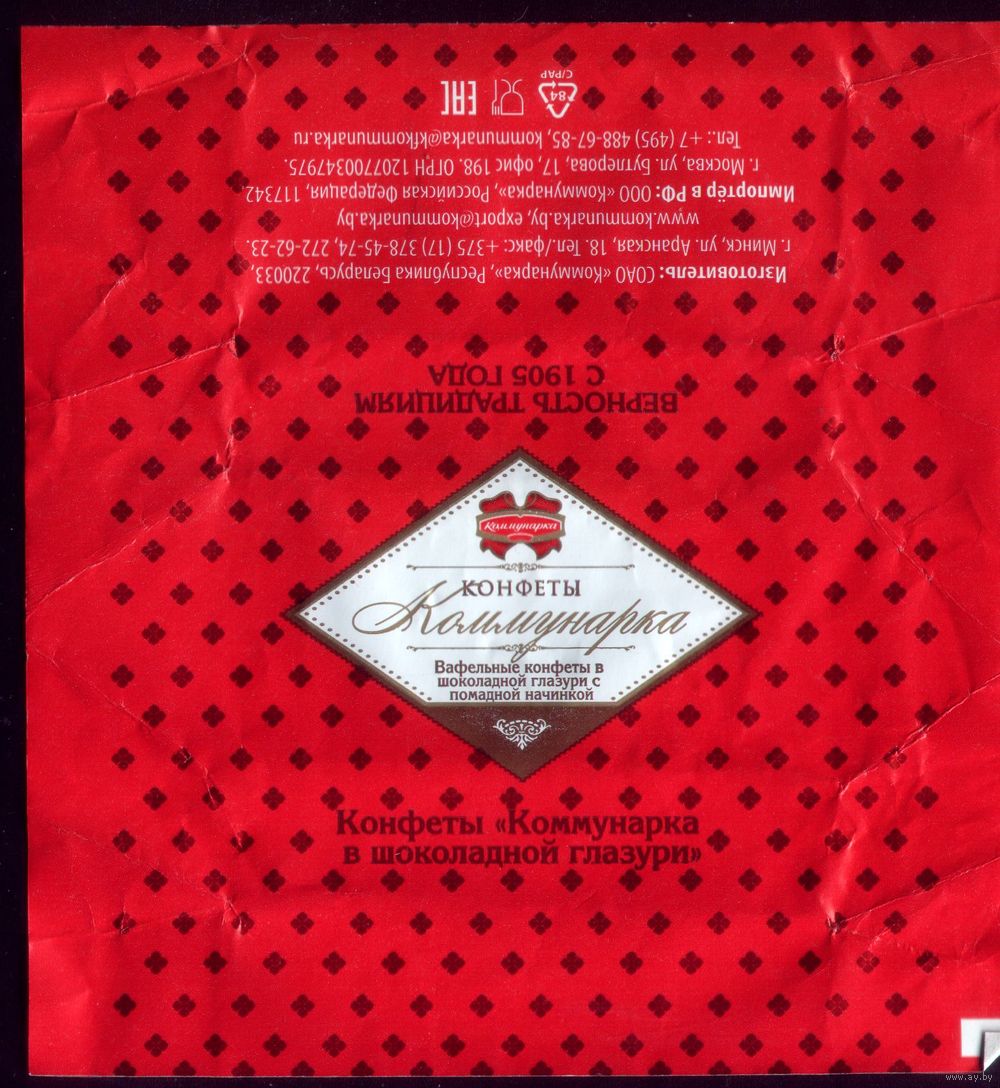 Коммунарка
КОНФЕТЫ
Коммунарка
Вафельные конфеты в
шоколадной глазури с
помадной начинкой
Конфеты «Коммунарка
в шоколадной глазури»
ВЕРНОСТЬ ТРАДИЦИЯМ
С 1905 ГОДА
Изготовитель: СОАО «Коммунарка», Республика Беларусь, 220033,
г. Минск, ул. Аранская, 18. Тел./факс: +375 (17) 378-45-74, 272-62-23.
www.kommunarka.by, export@kommunarka.by
Импортёр в РФ: ООО «Коммунарка», Российская Федерация, 117342
г. Москва, ул. Бутлерова, 17, офис 198. ОГРН 1207700347975.
Тел.: +7 (495) 488-67-85, kommunarka@kfkommunarka.ru
84
C/PAP
EAC
www.ay.by